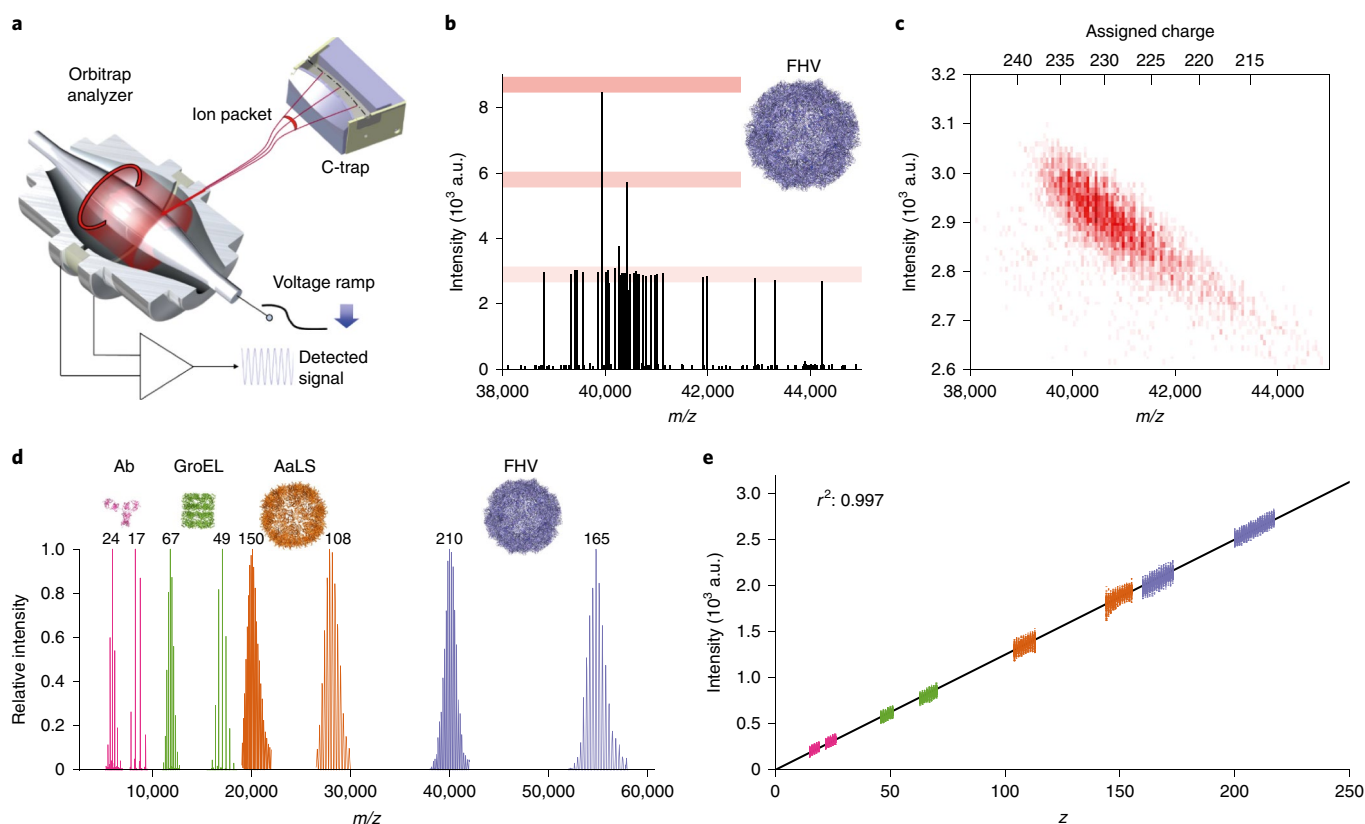 a
Orbitrap
analyzer
Ion packet
C-trap
Voltage ramp
Detected
signal
b
FHV
Intensity (10³ a.u.)
8
6
4
2
0
38,000 40,000 42,000 44,000
m/z
c
Assigned charge
240 235 230 225 220 215
Intensity (10³ a.u.)
3.2
3.1
3.0
2.9
2.8
2.7
2.6
38,000 40,000 42,000 44,000
m/z
d
Ab GroEL AaLS FHV
24 17 67 49 150 108 210 165
Relative intensity
1.0
0.8
0.6
0.4
0.2
0
10,000 20,000 30,000 40,000 50,000 60,000
m/z
e
r²: 0.997
Intensity (10³ a.u.)
3.0
2.5
2.0
1.5
1.0
0.5
0
0 50 100 150 200 250
z